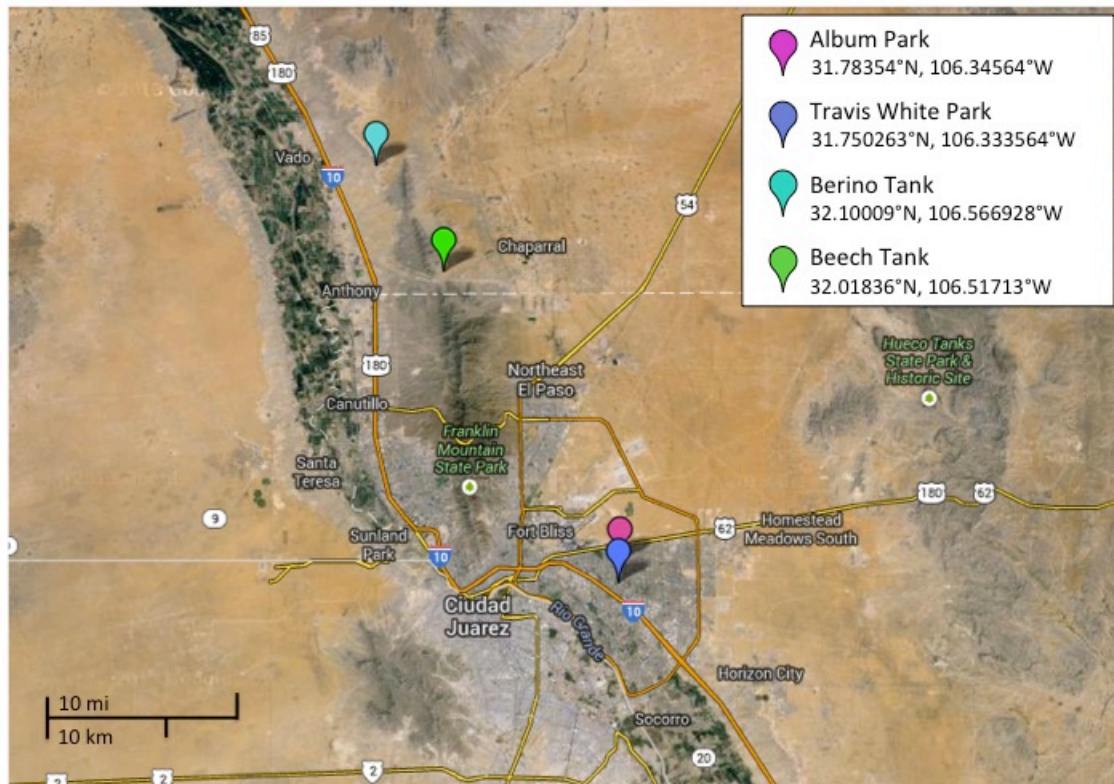 Album Park
31.78354°N, 106.34564°W
Travis White Park
31.750263°N, 106.333564°W
Berino Tank
32.10009°N, 106.566928°W
Beech Tank
32.01836°N, 106.51713°W
85
180
Vado
10
54
Chaparral
Anthony
180
Northeast
El Paso
Hueco Tanks
State Park &
Historic Site
Canutillo
Franklin
Mountain
State Park
Santa
Teresa
9
180
62
Sunland
Park
Fort Bliss
62
Homestead
Meadows South
10
Ciudad
Juarez
Rio Grande
10
Horizon City
10 mi
10 km
Socorro
20
2
2
2